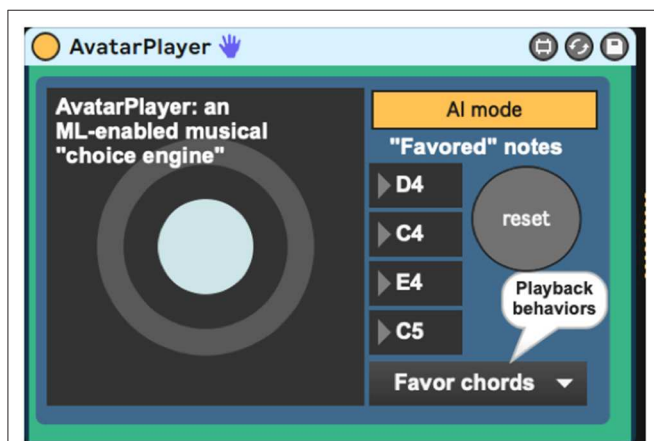 AvatarPlayer
AvatarPlayer: an
ML-enabled musical
"choice engine"
AI mode
"Favored" notes
D4
C4
E4
C5
reset
Playback
behaviors
Favor chords